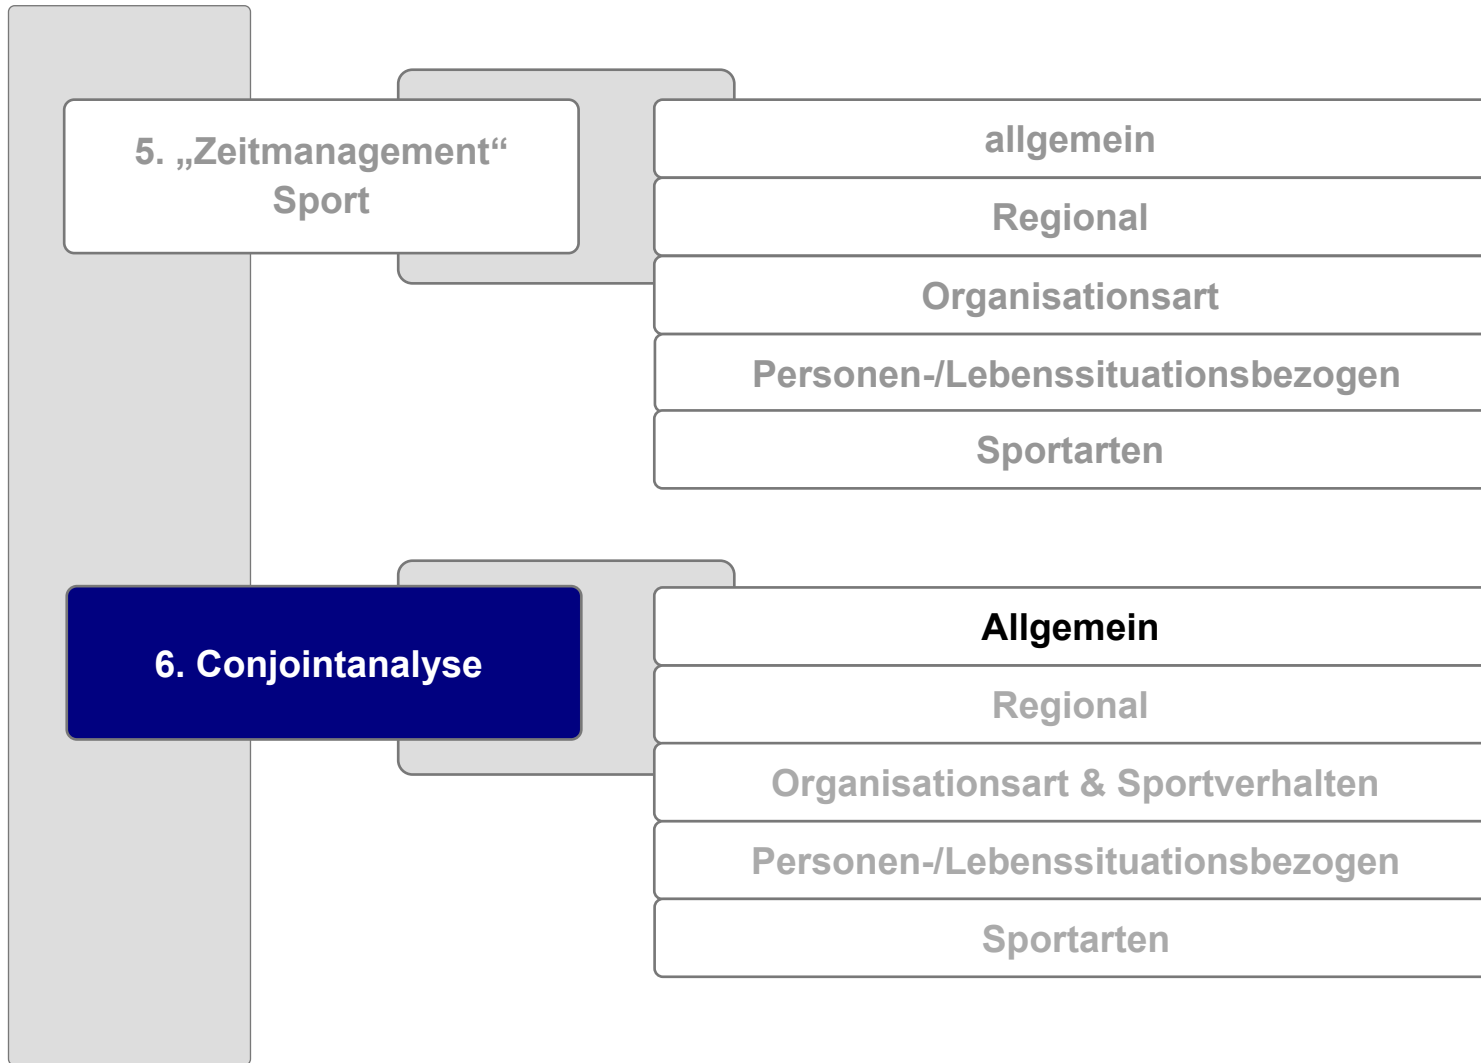 5. „Zeitmanagement“
Sport
allgemein
Regional
Organisationsart
Personen-/Lebenssituationsbezogen
Sportarten
6. Conjointanalyse
Allgemein
Regional
Organisationsart & Sportverhalten
Personen-/Lebenssituationsbezogen
Sportarten